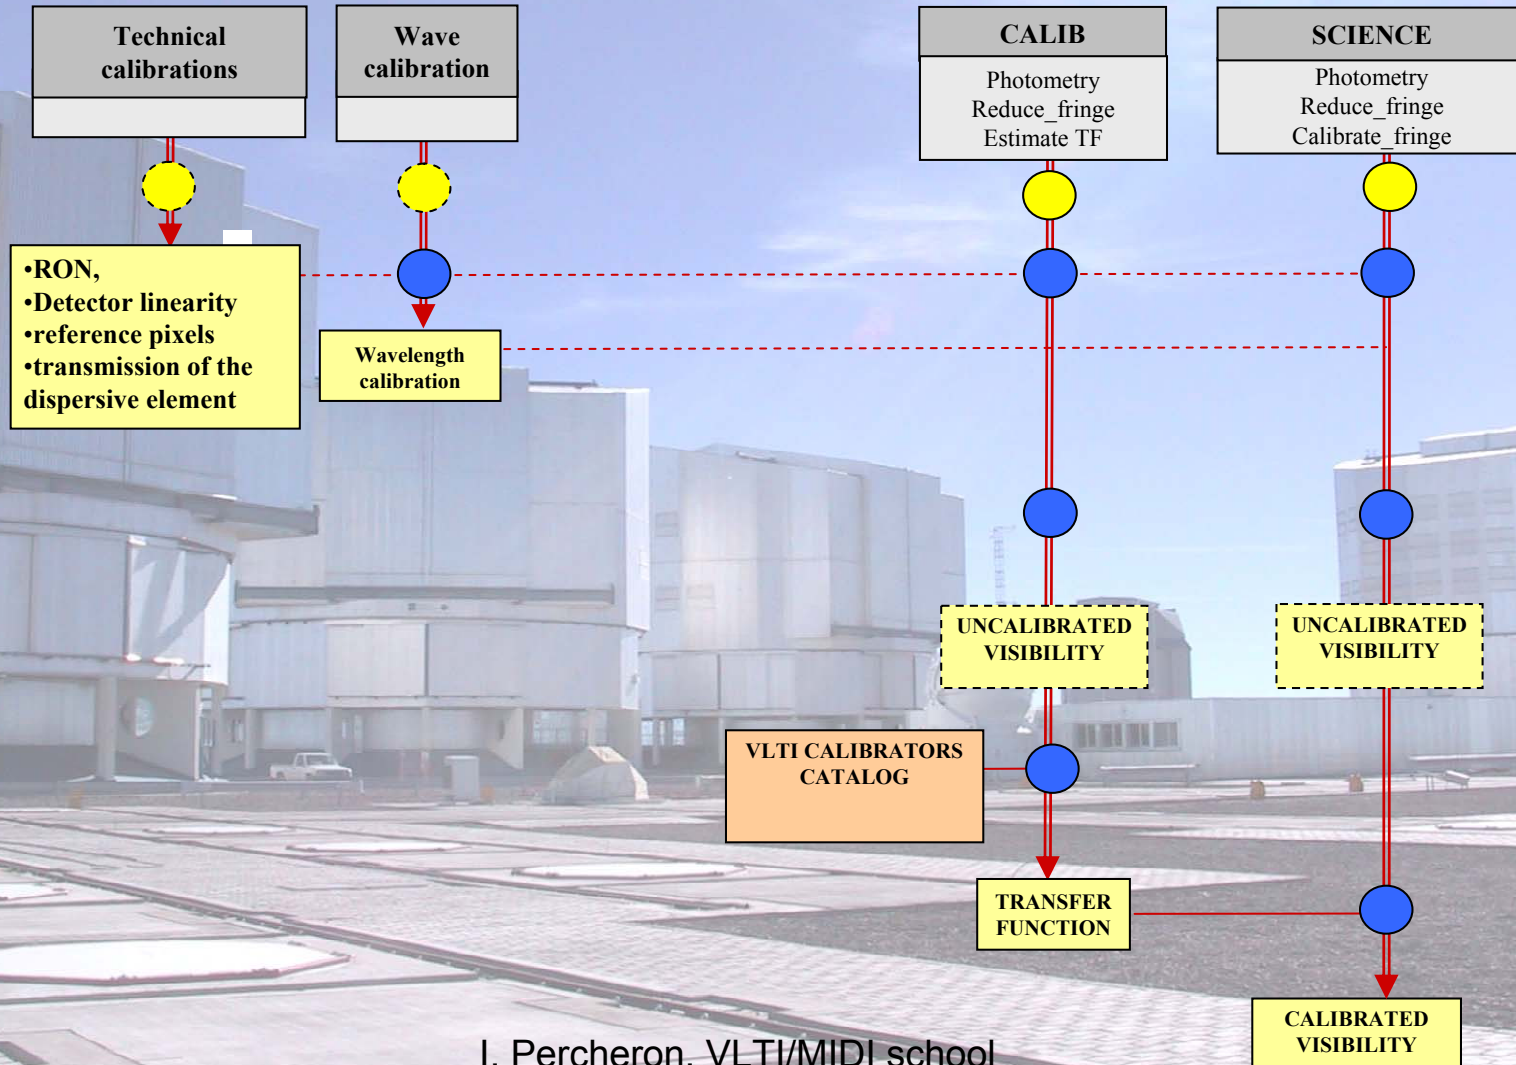 Technical
calibrations
Wave
calibration
CALIB
Photometry
Reduce_fringe
Estimate TF
SCIENCE
Photometry
Reduce_fringe
Calibrate_fringe
•RON,
•Detector linearity
•reference pixels
•transmission of the
dispersive element
Wavelength
calibration
UNCALIBRATED
VISIBILITY
UNCALIBRATED
VISIBILITY
VLTI CALIBRATORS
CATALOG
TRANSFER
FUNCTION
CALIBRATED
VISIBILITY
I. Percheron, VLTI/MIDI school